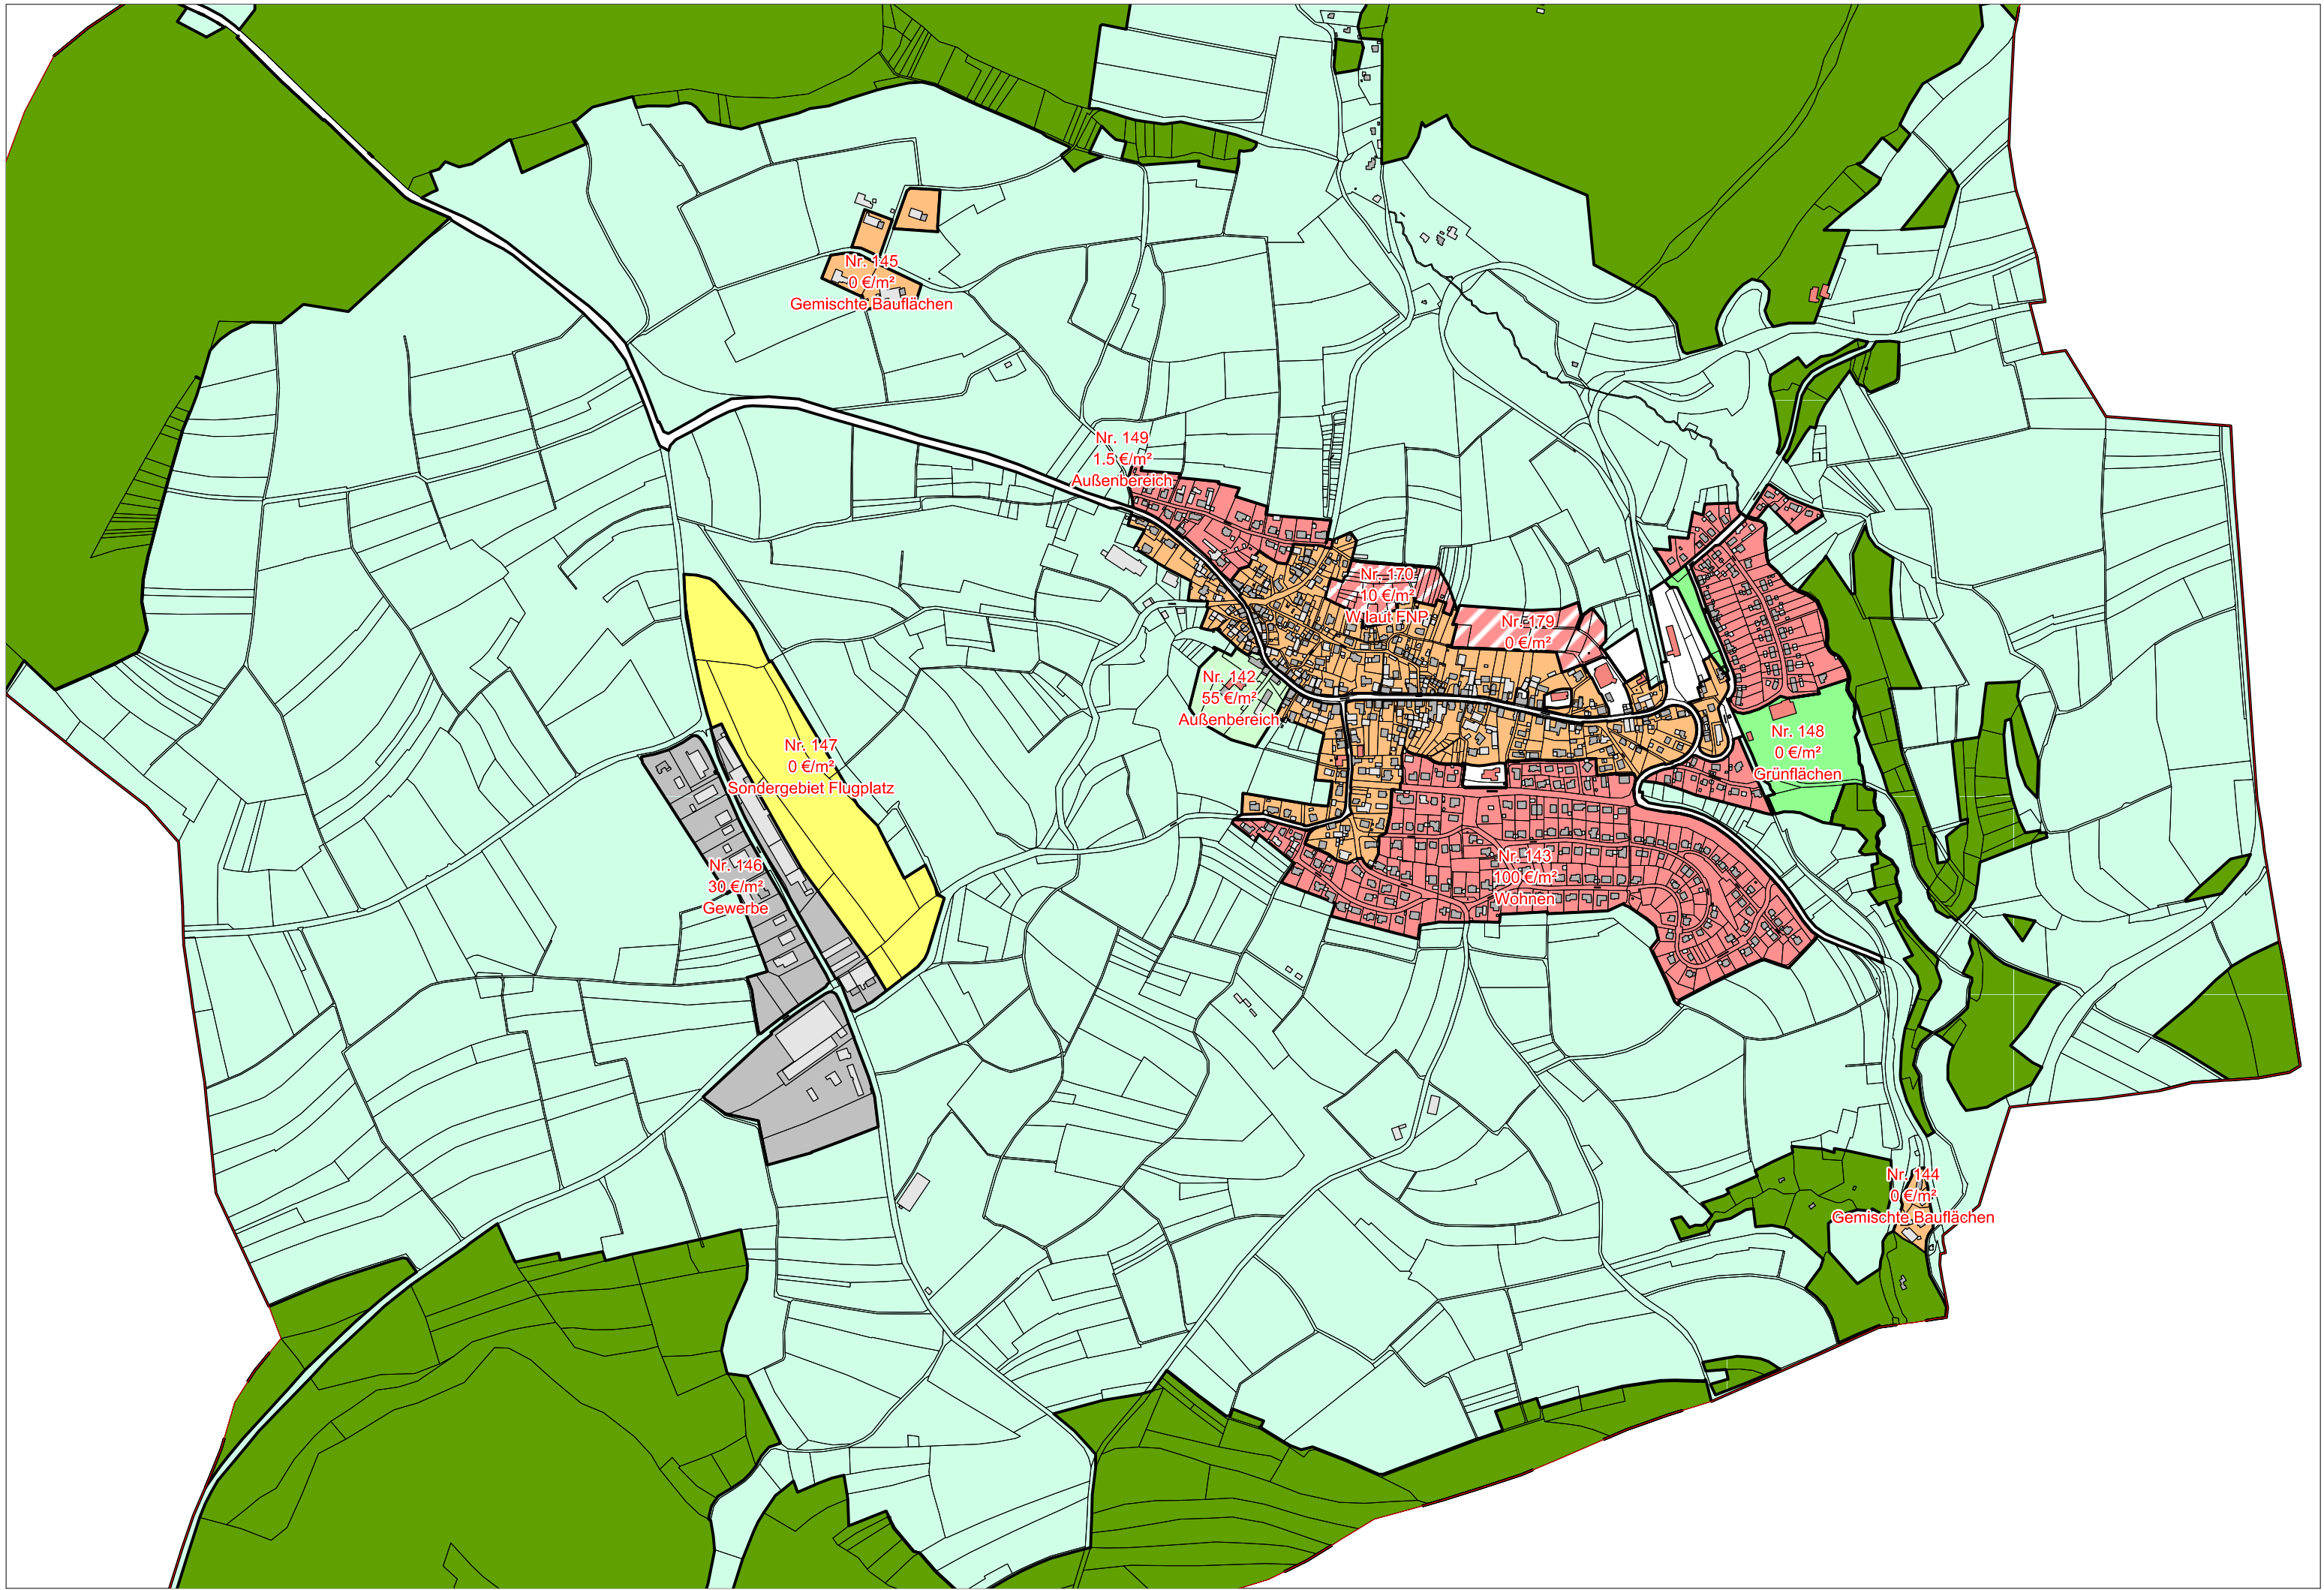 Nr. 145
0 €/m²
Gemischte Bauflächen
Nr. 149
1.5 €/m²
Außenbereich
Nr. 170
10 €/m²
W laut FNP
Nr. 179
0 €/m²
Nr. 142
55 €/m²
Außenbereich
Nr. 148
0 €/m²
Grünflächen
Nr. 147
0 €/m²
Sondergebiet Flugplatz
Nr. 146
30 €/m²
Gewerbe
Nr. 143
100 €/m²
Wohnen
Nr. 144
0 €/m²
Gemischte Bauflächen